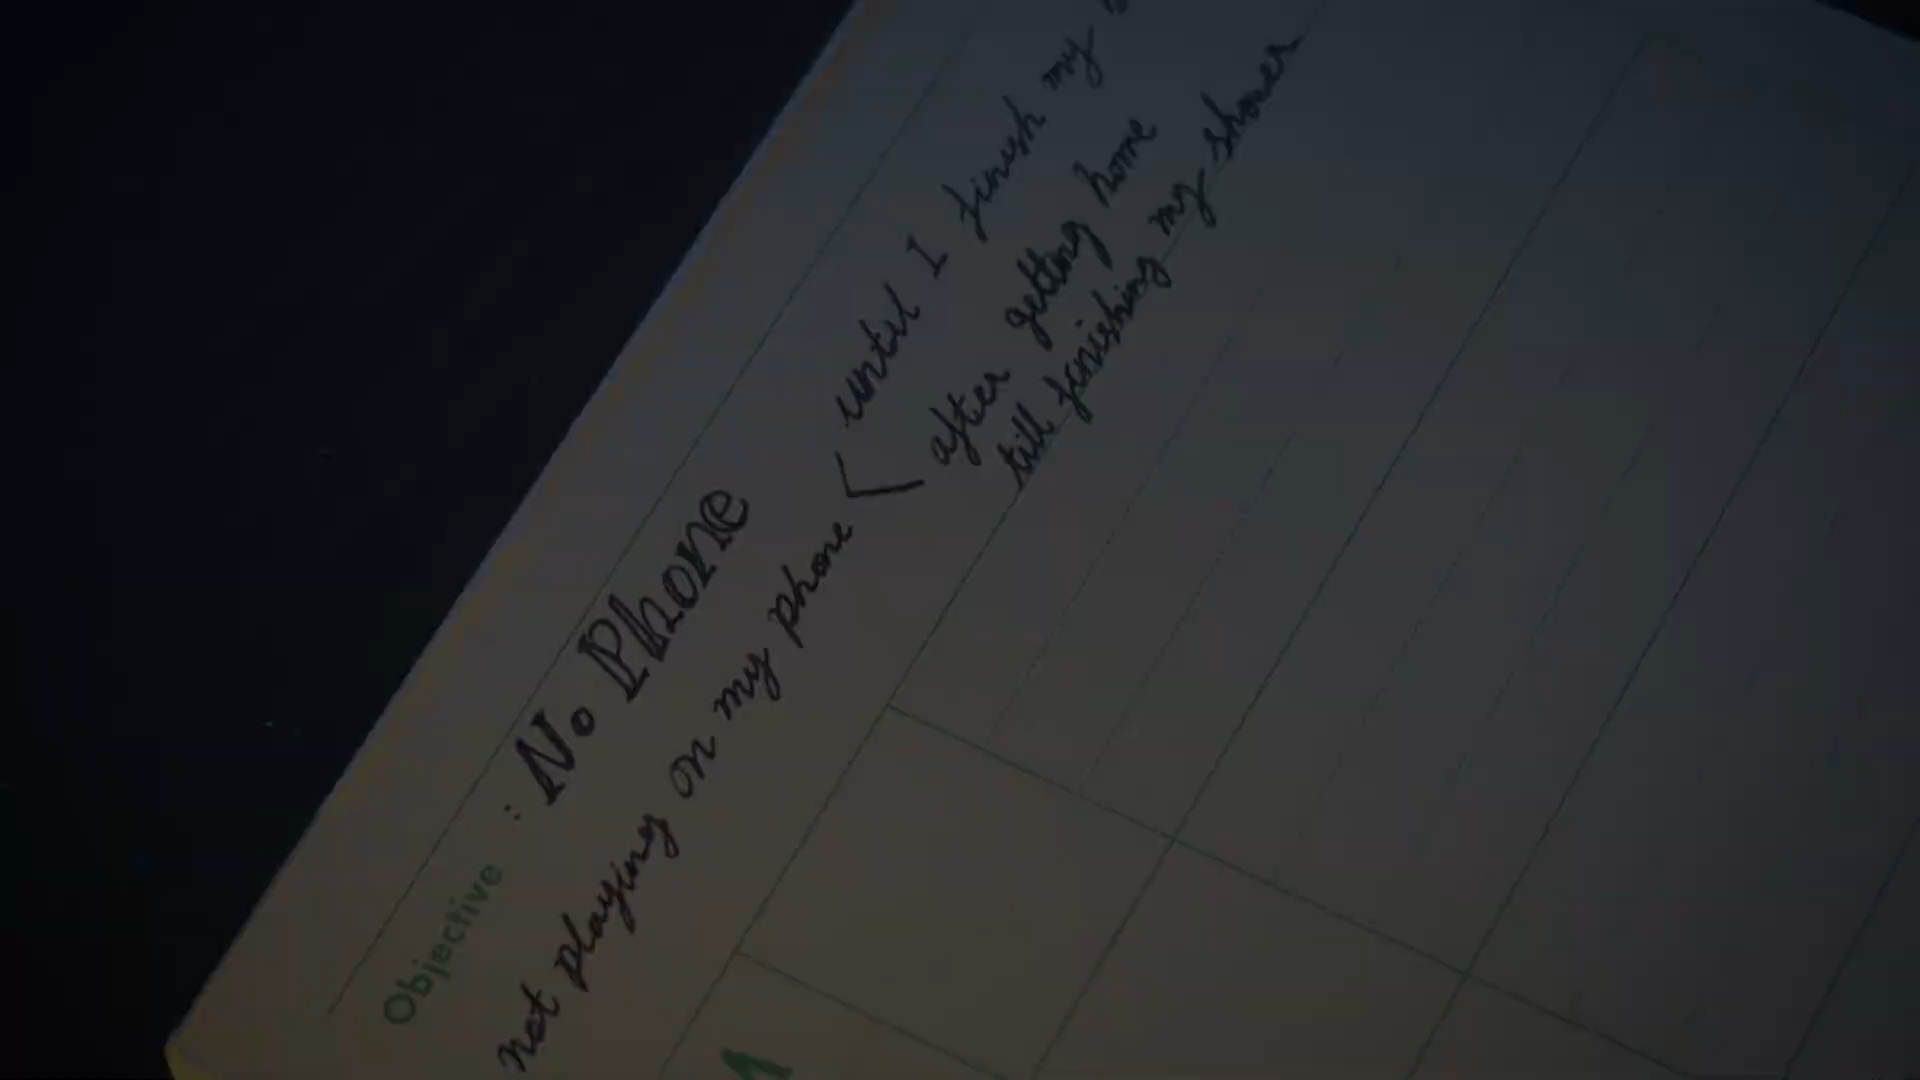 Objective : No Phone
until I finish my
not playing on my phone <
after getting home
till finishing my shower